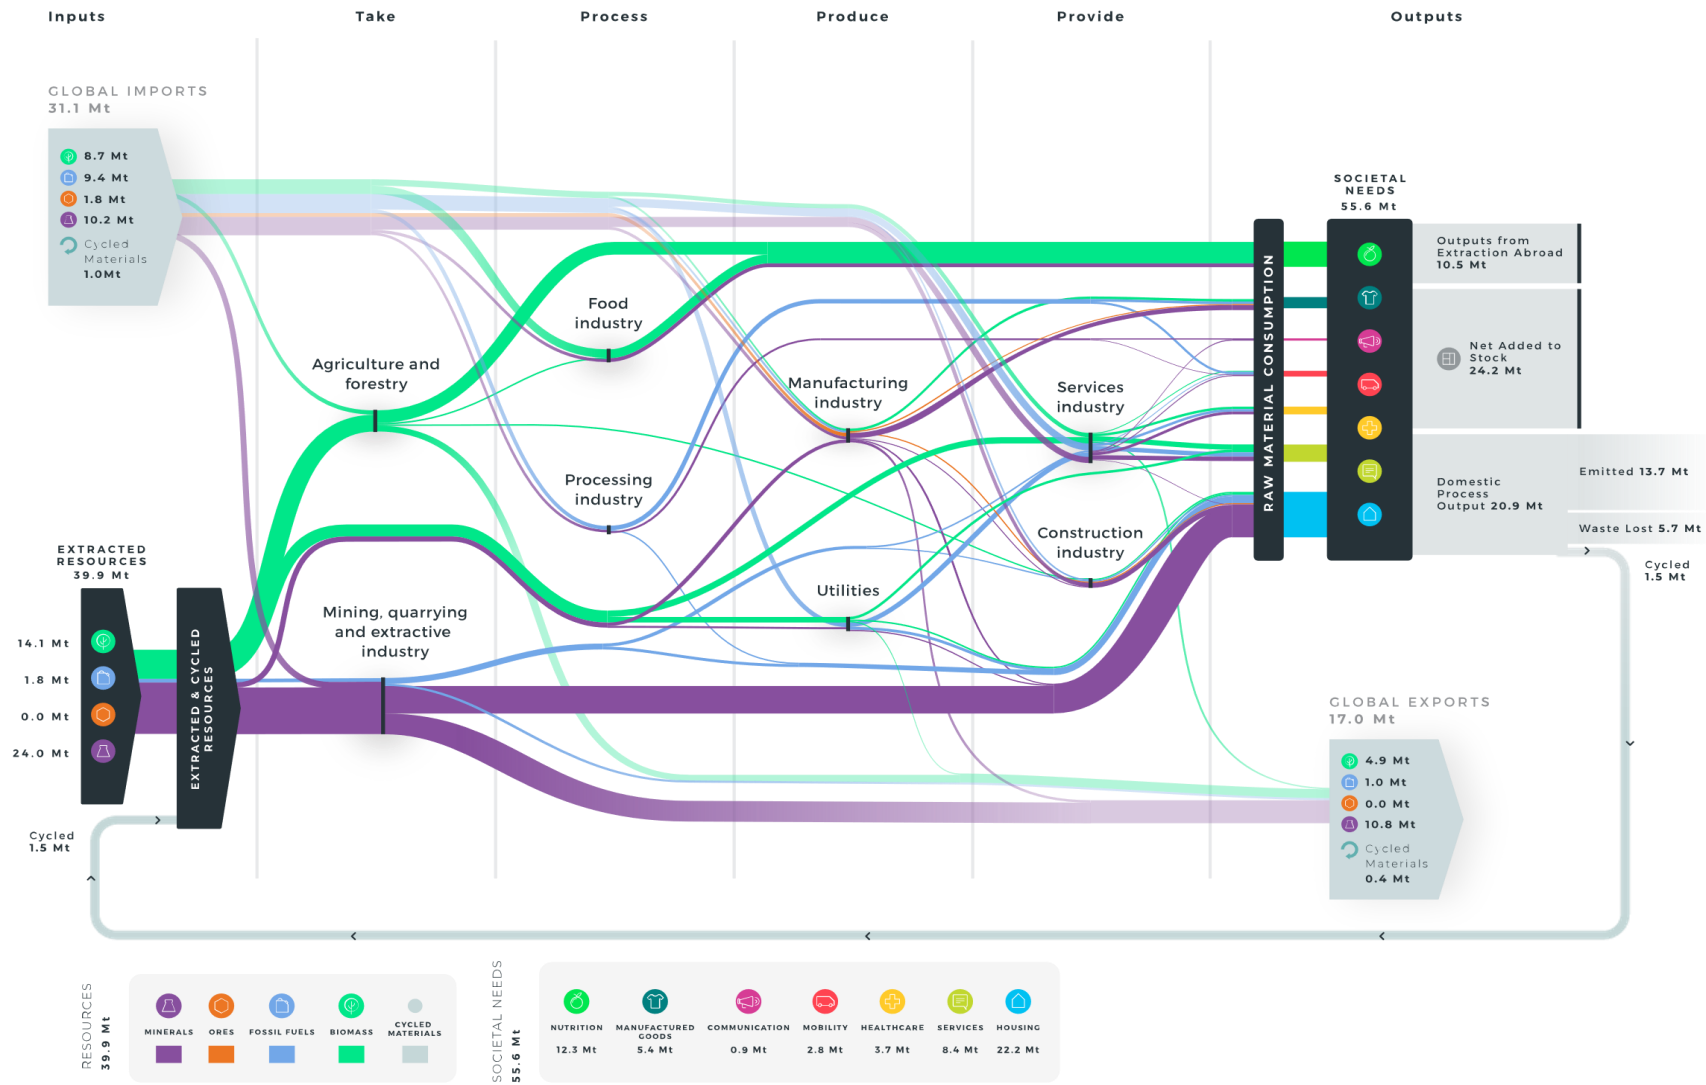 Inputs
Take
Process
Produce
Provide
Outputs
GLOBAL IMPORTS
31.1 Mt
8.7 Mt
9.4 Mt
1.8 Mt
10.2 Mt
Cycled
Materials
1.0Mt
SOCIETAL
NEEDS
55.6 Mt
Outputs from
Extraction Abroad
10.5 Mt
Net Added to
Stock
24.2 Mt
Domestic
Process
Output 20.9 Mt
Emitted 13.7 Mt
Waste Lost 5.7 Mt
Cycled
1.5 Mt
RAW MATERIAL CONSUMPTION
Food
industry
Agriculture and
forestry
Manufacturing
industry
Services
industry
Processing
industry
Construction
industry
Utilities
Mining, quarrying
and extractive
industry
EXTRACTED
RESOURCES
39.9 Mt
14.1 Mt
1.8 Mt
0.0 Mt
24.0 Mt
EXTRACTED & CYCLED
RESOURCES
Cycled
1.5 Mt
GLOBAL EXPORTS
17.0 Mt
4.9 Mt
1.0 Mt
0.0 Mt
10.8 Mt
Cycled
Materials
0.4 Mt
RESOURCES
39.9 Mt
MINERALS
ORES
FOSSIL FUELS
BIOMASS
CYCLED
MATERIALS
SOCIETAL NEEDS
55.6 Mt
NUTRITION
12.3 Mt
MANUFACTURED
GOODS
5.4 Mt
COMMUNICATION
0.9 Mt
MOBILITY
2.8 Mt
HEALTHCARE
3.7 Mt
SERVICES
8.4 Mt
HOUSING
22.2 Mt